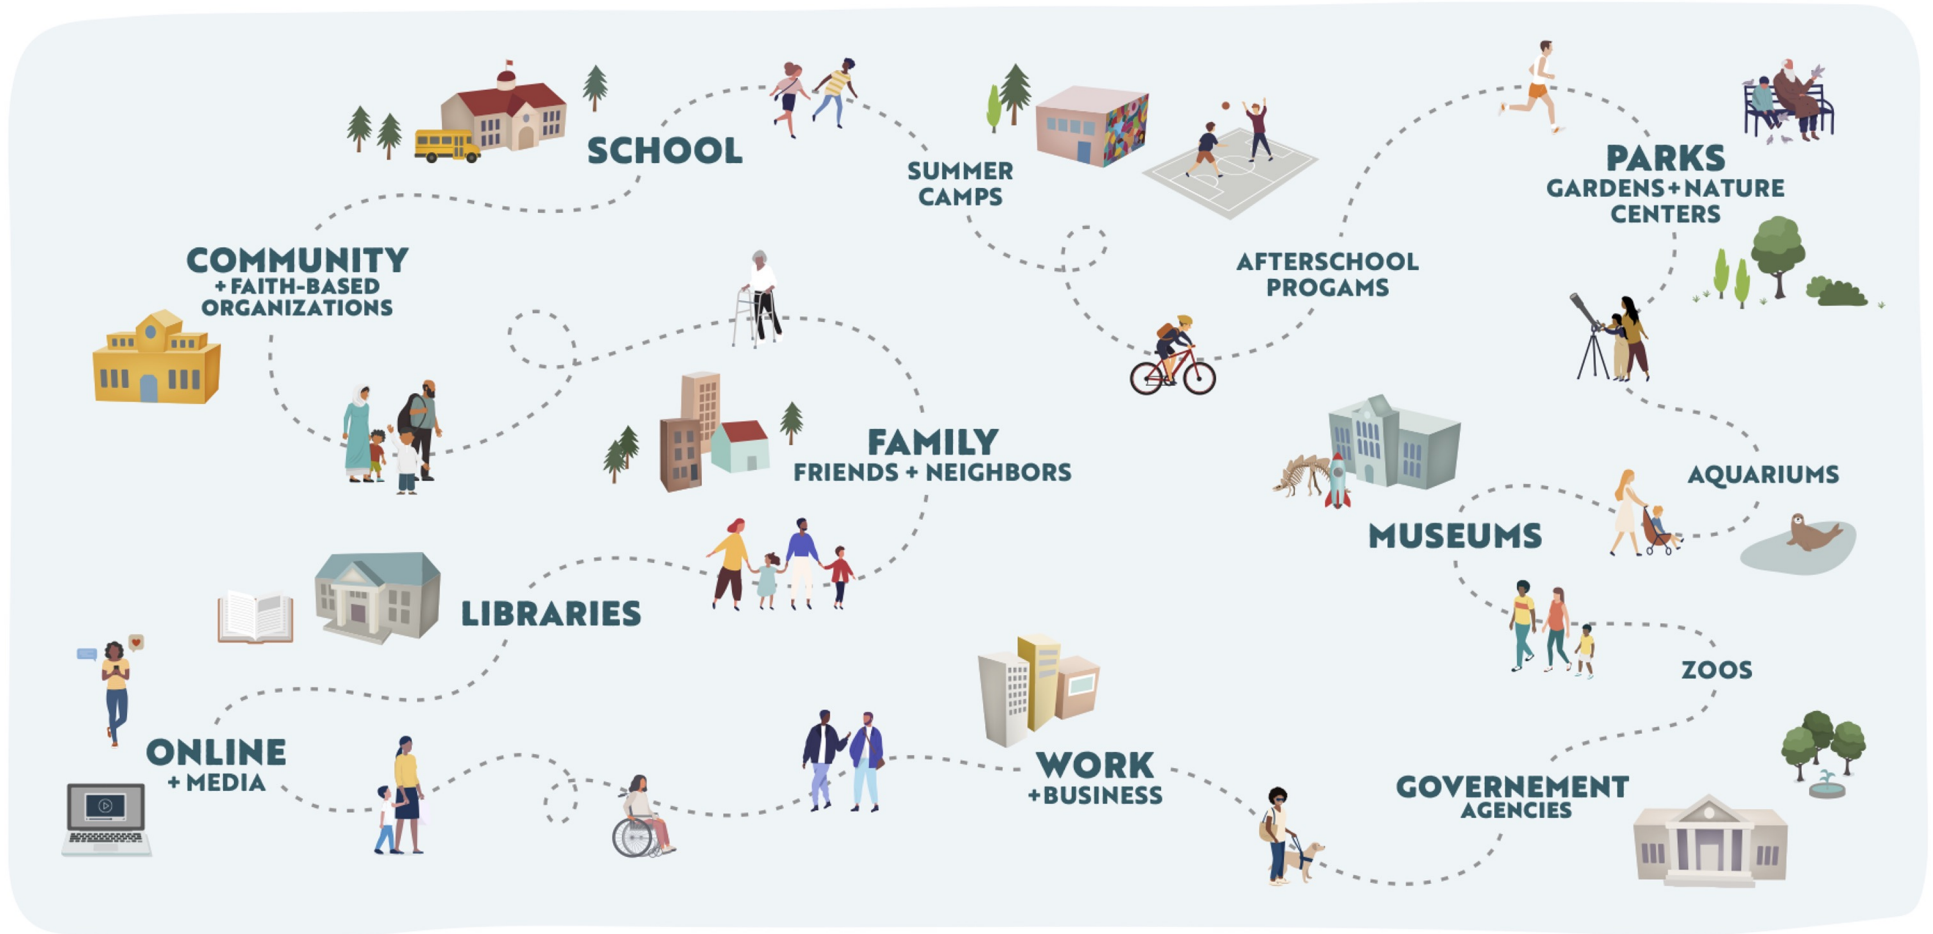 SCHOOL
SUMMER
CAMPS
PARKS
GARDENS+NATURE
CENTERS
COMMUNITY
+FAITH-BASED
ORGANIZATIONS
AFTERSCHOOL
PROGAMS
FAMILY
FRIENDS + NEIGHBORS
AQUARIUMS
MUSEUMS
LIBRARIES
ZOOS
ONLINE
+ MEDIA
WORK
+BUSINESS
GOVERNEMENT
AGENCIES